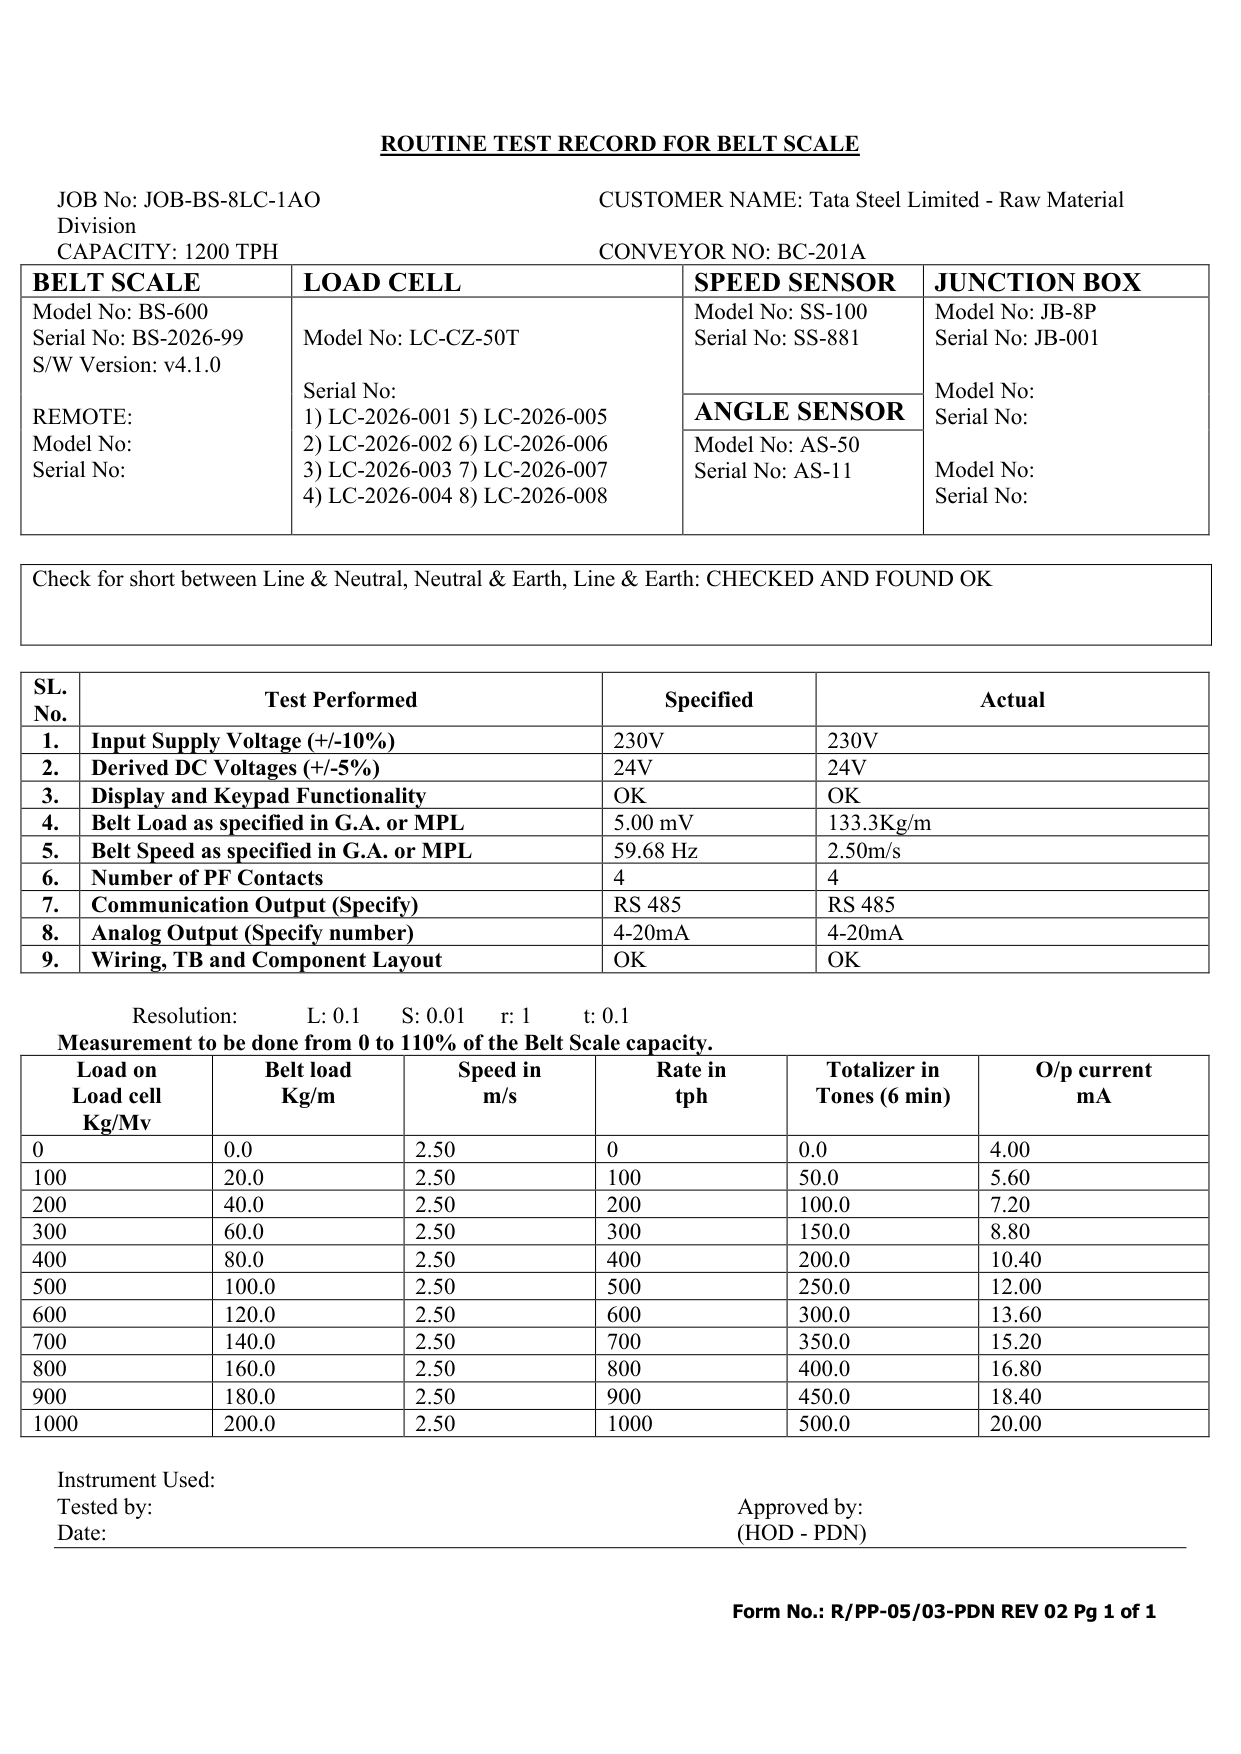 ROUTINE TEST RECORD FOR BELT SCALE
JOB No: JOB-BS-8LC-1AO CUSTOMER NAME: Tata Steel Limited - Raw Material
Division
CAPACITY: 1200 TPH CONVEYOR NO: BC-201A
BELT SCALE LOAD CELL SPEED SENSOR JUNCTION BOX
Model No: BS-600
Serial No: BS-2026-99
S/W Version: v4.1.0
REMOTE:
Model No:
Serial No:
Model No: LC-CZ-50T
Serial No:
1) LC-2026-001 5) LC-2026-005
2) LC-2026-002 6) LC-2026-006
3) LC-2026-003 7) LC-2026-007
4) LC-2026-004 8) LC-2026-008
Model No: SS-100
Serial No: SS-881
ANGLE SENSOR
Model No: AS-50
Serial No: AS-11
Model No: JB-8P
Serial No: JB-001
Model No:
Serial No:
Model No:
Serial No:
Check for short between Line & Neutral, Neutral & Earth, Line & Earth: CHECKED AND FOUND OK
SL.
No. Test Performed Specified Actual
1. Input Supply Voltage (+/-10%) 230V 230V
2. Derived DC Voltages (+/-5%) 24V 24V
3. Display and Keypad Functionality OK OK
4. Belt Load as specified in G.A. or MPL 5.00 mV 133.3Kg/m
5. Belt Speed as specified in G.A. or MPL 59.68 Hz 2.50m/s
6. Number of PF Contacts 4 4
7. Communication Output (Specify) RS 485 RS 485
8. Analog Output (Specify number) 4-20mA 4-20mA
9. Wiring, TB and Component Layout OK OK
Resolution: L: 0.1 S: 0.01 r: 1 t: 0.1
Measurement to be done from 0 to 110% of the Belt Scale capacity.
Load on Belt load Speed in Rate in Totalizer in O/p current
Load cell Kg/m m/s tph Tones (6 min) mA
Kg/Mv
0 0.0 2.50 0 0.0 4.00
100 20.0 2.50 100 50.0 5.60
200 40.0 2.50 200 100.0 7.20
300 60.0 2.50 300 150.0 8.80
400 80.0 2.50 400 200.0 10.40
500 100.0 2.50 500 250.0 12.00
600 120.0 2.50 600 300.0 13.60
700 140.0 2.50 700 350.0 15.20
800 160.0 2.50 800 400.0 16.80
900 180.0 2.50 900 450.0 18.40
1000 200.0 2.50 1000 500.0 20.00
Instrument Used:
Tested by: Approved by:
Date: (HOD - PDN)
Form No.: R/PP-05/03-PDN REV 02 Pg 1 of 1